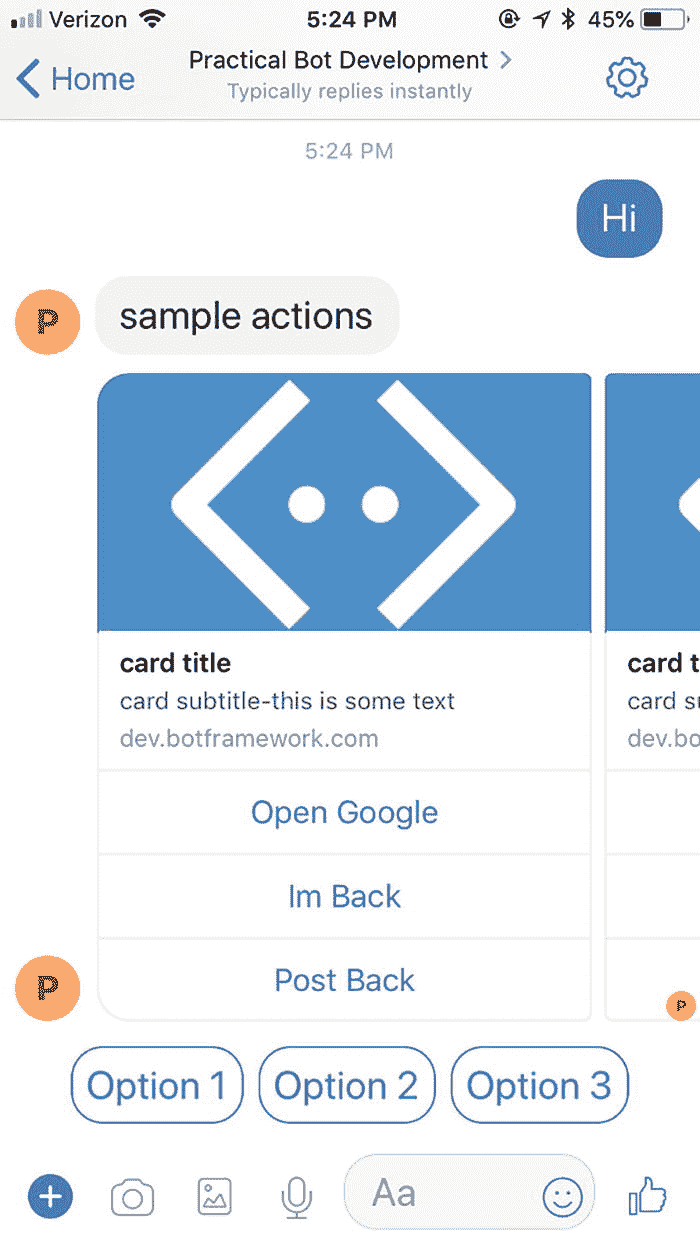 Verizon 5:24 PM 45%
Home Practical Bot Development
Typically replies instantly
5:24 PM
Hi
P sample actions
card title card t
card subtitle-this is some text card su
dev.botframework.com dev.bo
Open Google
Im Back
Post Back
P P
Option 1 Option 2 Option 3
Aa